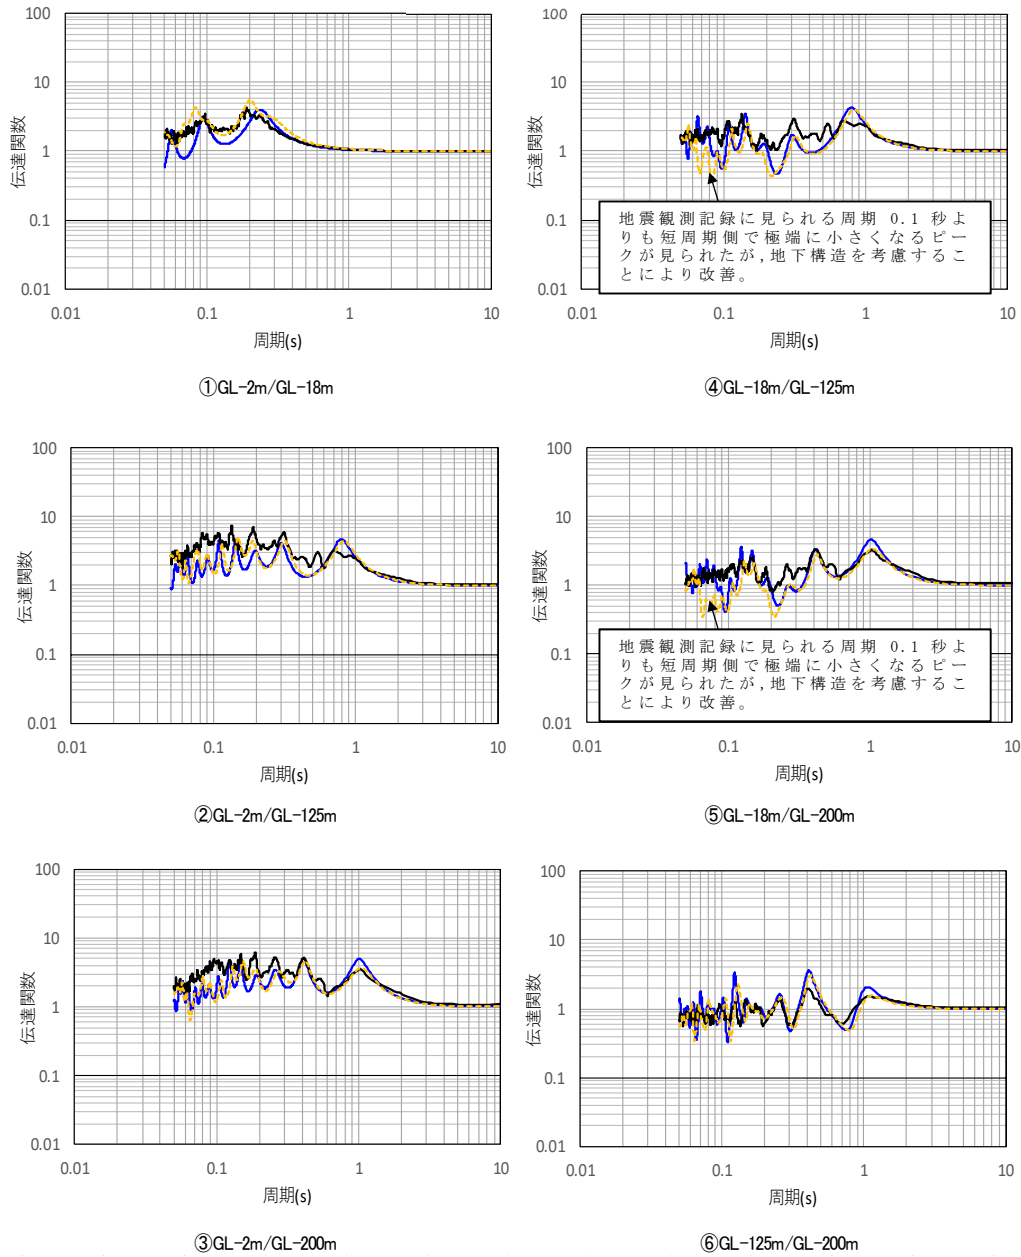 100
10
1
0.1
0.01
0.01
0.1
1
10
伝達関数
周期(s)
①GL-2m/GL-18m
100
10
1
0.1
0.01
0.01
0.1
1
10
伝達関数
周期(s)
地震観測記録に見られる周期 0.1 秒よ
りも短周期側で極端に小さくなるピー
クが見られたが,地下構造を考慮するこ
とにより改善。
④GL-18m/GL-125m
100
10
1
0.1
0.01
0.01
0.1
1
10
伝達関数
周期(s)
②GL-2m/GL-125m
100
10
1
0.1
0.01
0.01
0.1
1
10
伝達関数
周期(s)
地震観測記録に見られる周期 0.1 秒よ
りも短周期側で極端に小さくなるピー
クが見られたが,地下構造を考慮するこ
とにより改善。
⑤GL-18m/GL-200m
100
10
1
0.1
0.01
0.01
0.1
1
10
伝達関数
周期(s)
③GL-2m/GL-200m
100
10
1
0.1
0.01
0.01
0.1
1
10
伝達関数
周期(s)
⑥GL-125m/GL-200m